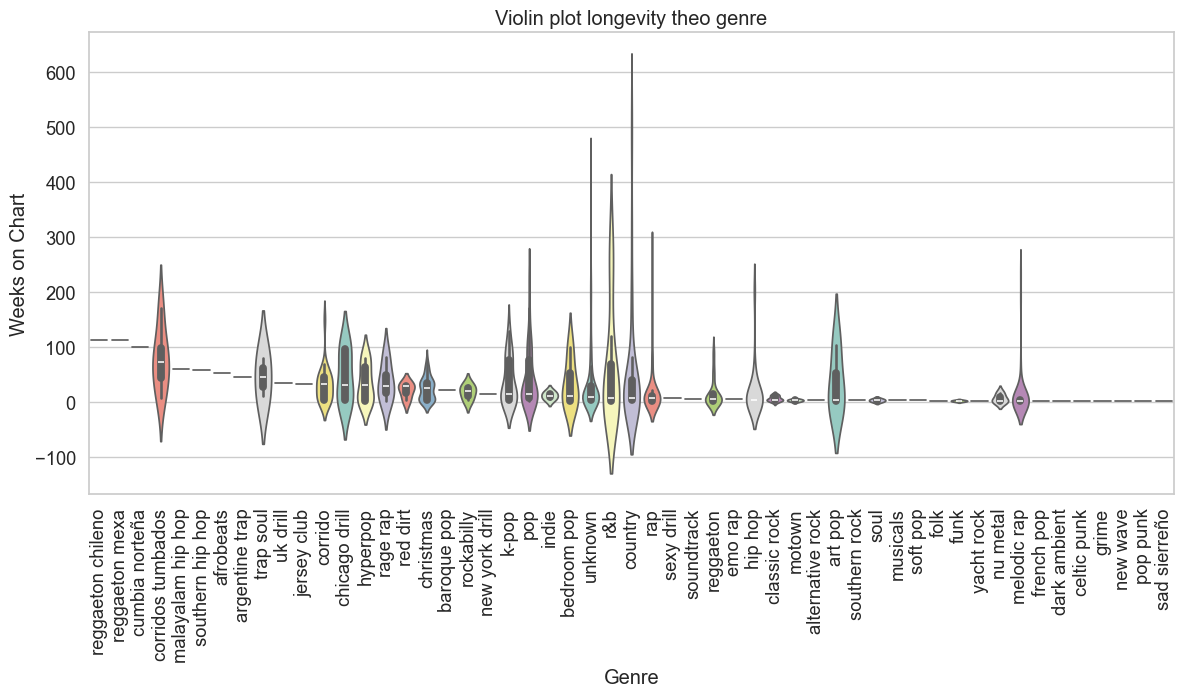 Violin plot longevity theo genre
Weeks on Chart
600
500
400
300
200
100
0
−100
reggaeton chileno
reggaeton mexa
cumbia norteña
corridos tumbados
malayalam hip hop
southern hip hop
afrobeats
argentine trap
trap soul
uk drill
jersey club
corrido
chicago drill
hyperpop
rage rap
red dirt
christmas
baroque pop
rockabilly
new york drill
k-pop
pop
indie
bedroom pop
unknown
r&b
country
rap
sexy drill
soundtrack
reggaeton
emo rap
hip hop
classic rock
motown
alternative rock
art pop
southern rock
soul
musicals
soft pop
folk
funk
yacht rock
nu metal
melodic rap
french pop
dark ambient
celtic punk
grime
new wave
pop punk
sad sierreño
Genre